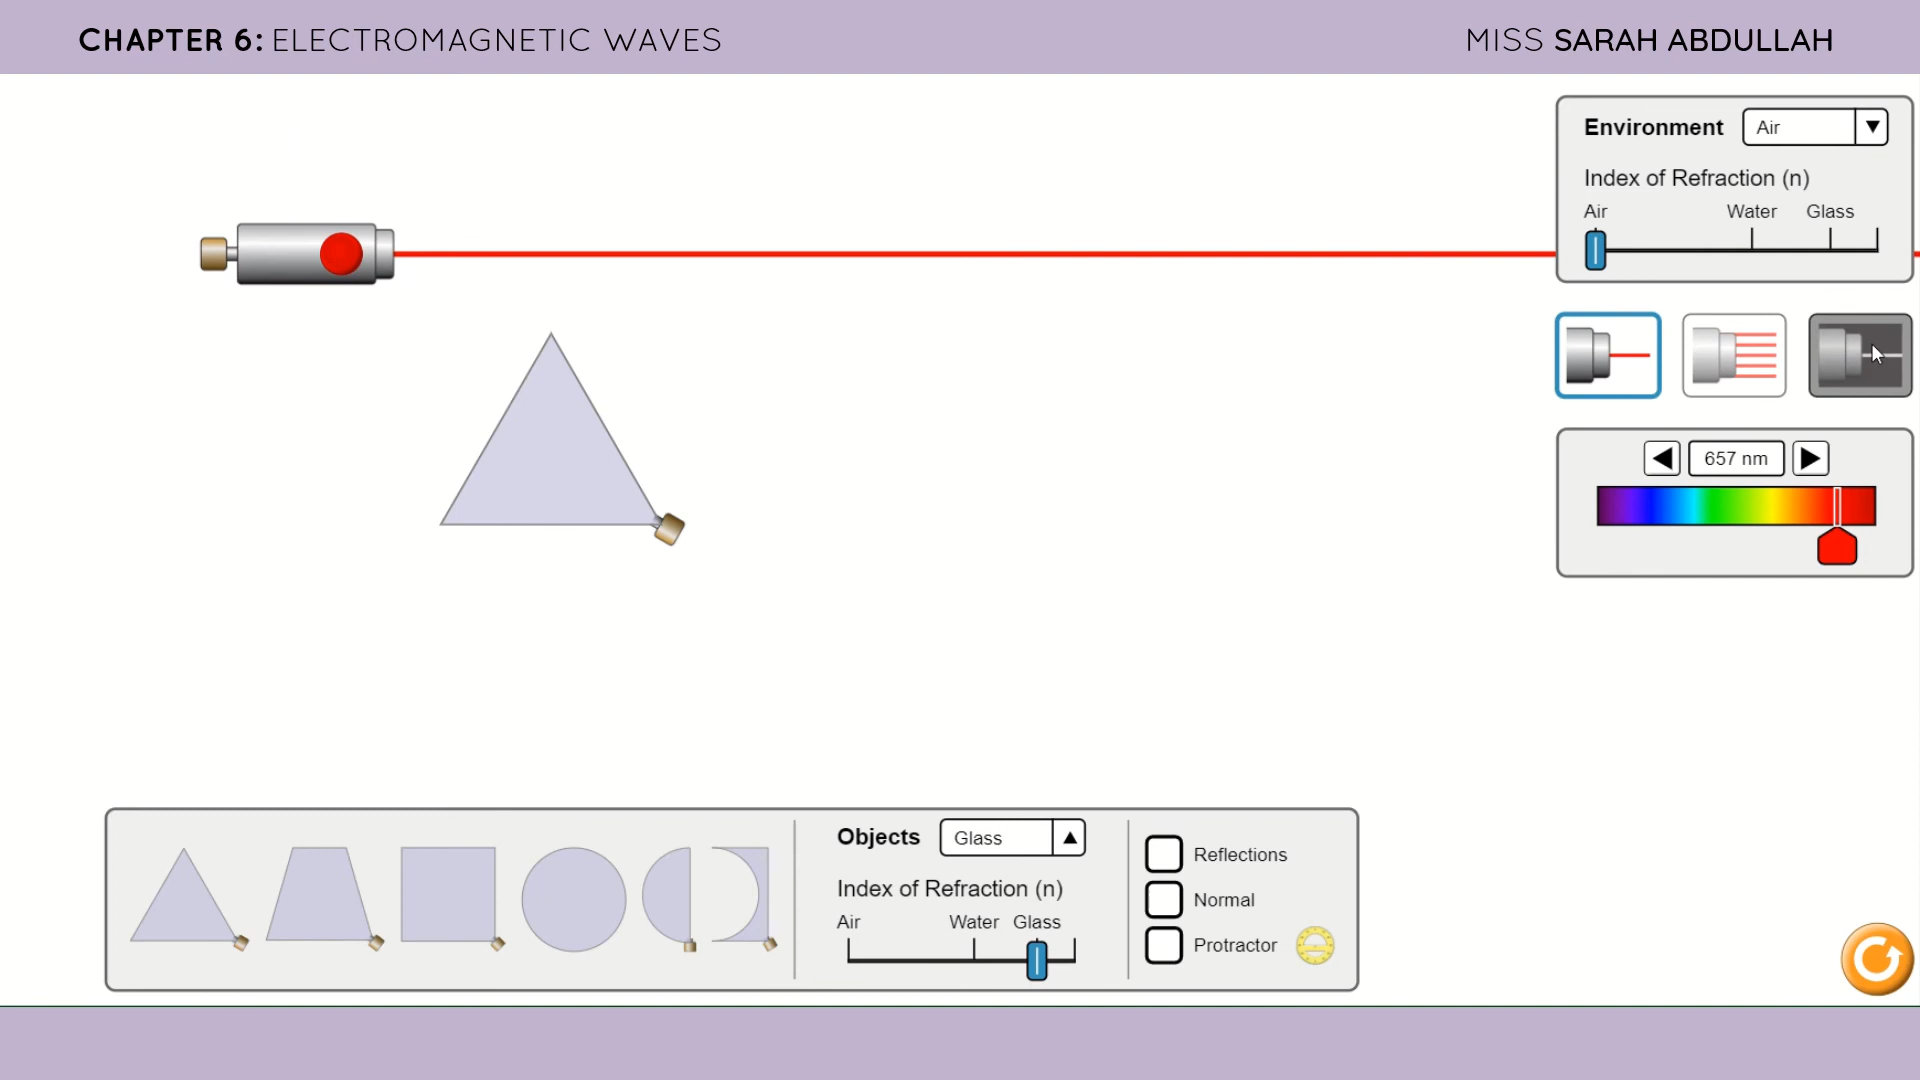 CHAPTER 6: ELECTROMAGNETIC WAVES
MISS SARAH ABDULLAH
Environment Air
Index of Refraction (n)
Air Water Glass
657 nm
Objects Glass
Index of Refraction (n)
Air Water Glass
Reflections
Normal
Protractor